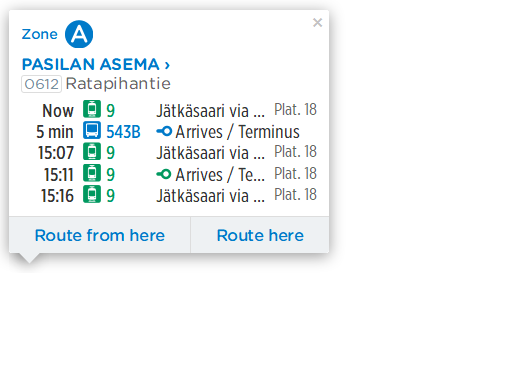 Zone A
×
PASILAN ASEMA ›
0612 Ratapihantie
Now 9 Jätkäsaari via ... Plat. 18
5 min 543B Arrives / Terminus
15:07 9 Jätkäsaari via ... Plat. 18
15:11 9 Arrives / Te... Plat. 18
15:16 9 Jätkäsaari via ... Plat. 18
Route from here Route here